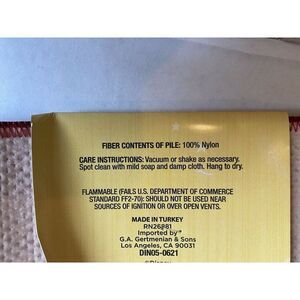 FIBER CONTENTS OF PILE: 100% Nylon
CARE INSTRUCTIONS: Vacuum or shake as necessary.
Spot clean with mild soap and damp cloth. Hang to dry.
FLAMMABLE (FAILS U.S. DEPARTMENT OF COMMERCE
STANDARD FF2-70): SHOULD NOT BE USED NEAR
SOURCES OF IGNITION OR OVER OPEN VENTS.
MADE IN TURKEY
Imported by
G.A. Gertmenian & Sons
Los Angeles, CA 90031
DIN05-0621
©Disney